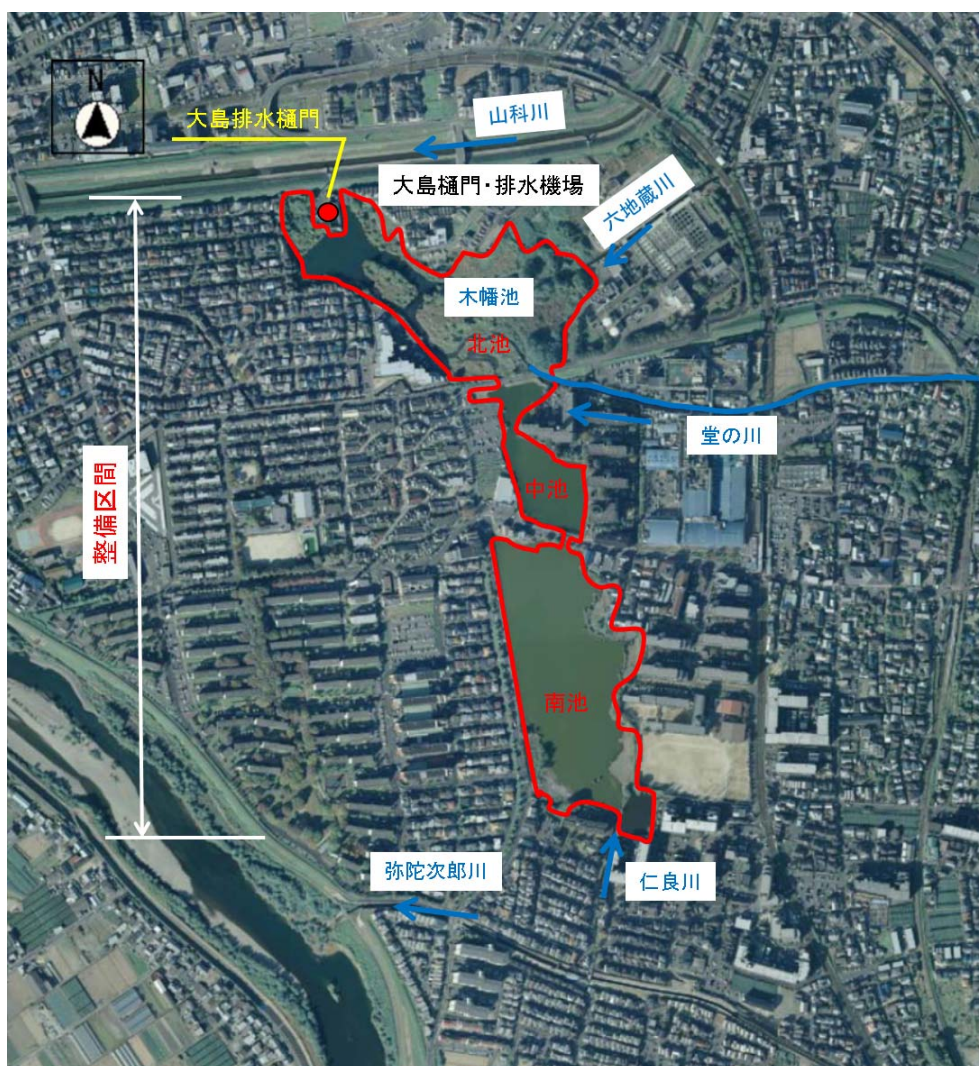 N
大島排水樋門
山科川
大島樋門・排水機場
六地蔵川
木幡池
北池
堂の川
中池
整備区間
南池
弥陀次郎川
仁良川